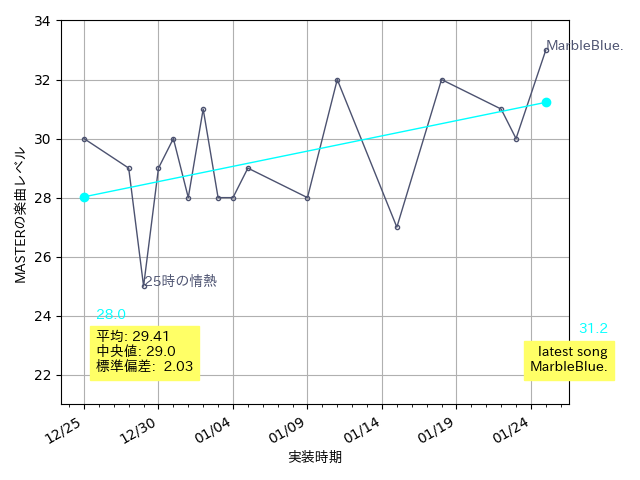 34
32
30
28
26
24
22
MASTERの楽曲レベル
MarbleBlue.
25時の情熱
28.0
平均: 29.41
中央値: 29.0
標準偏差: 2.03
31.2
latest song
MarbleBlue.
12/25
12/30
01/04
01/09
01/14
01/19
01/24
実装時期